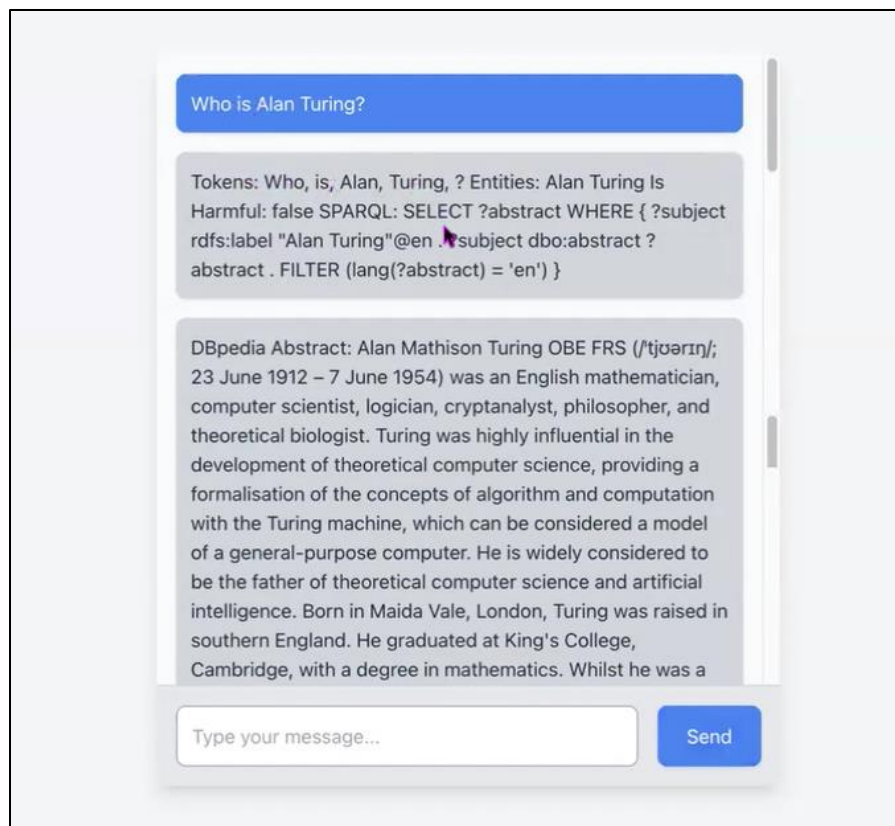 Who is Alan Turing?
Tokens: Who, is, Alan, Turing, ? Entities: Alan Turing Is
Harmful: false SPARQL: SELECT ?abstract WHERE { ?subject
rdfs:label "Alan Turing"@en . ?subject dbo:abstract ?
abstract . FILTER (lang(?abstract) = 'en') }
DBpedia Abstract: Alan Mathison Turing OBE FRS (/ˈtjʊərɪŋ/;
23 June 1912 – 7 June 1954) was an English mathematician,
computer scientist, logician, cryptanalyst, philosopher, and
theoretical biologist. Turing was highly influential in the
development of theoretical computer science, providing a
formalisation of the concepts of algorithm and computation
with the Turing machine, which can be considered a model
of a general-purpose computer. He is widely considered to
be the father of theoretical computer science and artificial
intelligence. Born in Maida Vale, London, Turing was raised in
southern England. He graduated at King's College,
Cambridge, with a degree in mathematics. Whilst he was a
Type your message...
Send